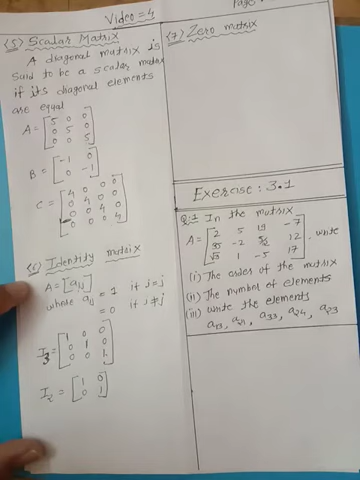 Video = 4
(5) Scalar Matrix
A diagonal matrix is
said to be a scalar matrix
if its diagonal elements
are equal
A = [5 0 0
0 5 0
0 0 5]
B = [-1 0
0 -1]
C = [4 0 0 0
0 4 0 0
0 0 4 0
0 0 0 4]
(6) Identity matrix
A = [aij]
where aij = 1 if i = j
= 0 if i ≠ j
I3 = [1 0 0
0 1 0
0 0 1]
I2 = [1 0
0 1]
Page
(7) Zero matrix
Exercise: 3.1
Q:1 In the matrix
A = [2 5 19 -7
35 -2 5/2 12
√3 1 -5 17], write
(i) The order of the matrix
(ii) The number of elements
(iii) Write the elements
a13, a21, a33, a24, a23